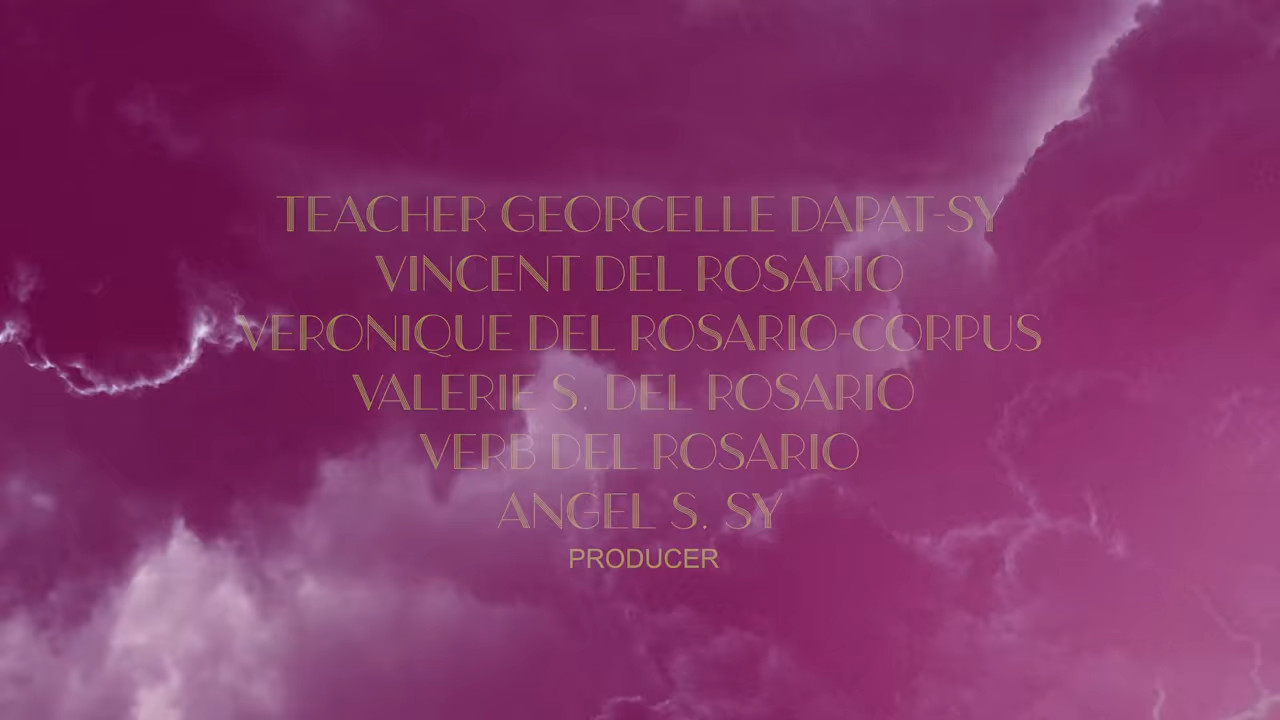 TEACHER GEORCELLE DAPAT-SY
VINCENT DEL ROSARIO
VERONIQUE DEL ROSARIO-CORPUS
VALERIE S. DEL ROSARIO
VERB DEL ROSARIO
ANGEL S. SY
PRODUCER